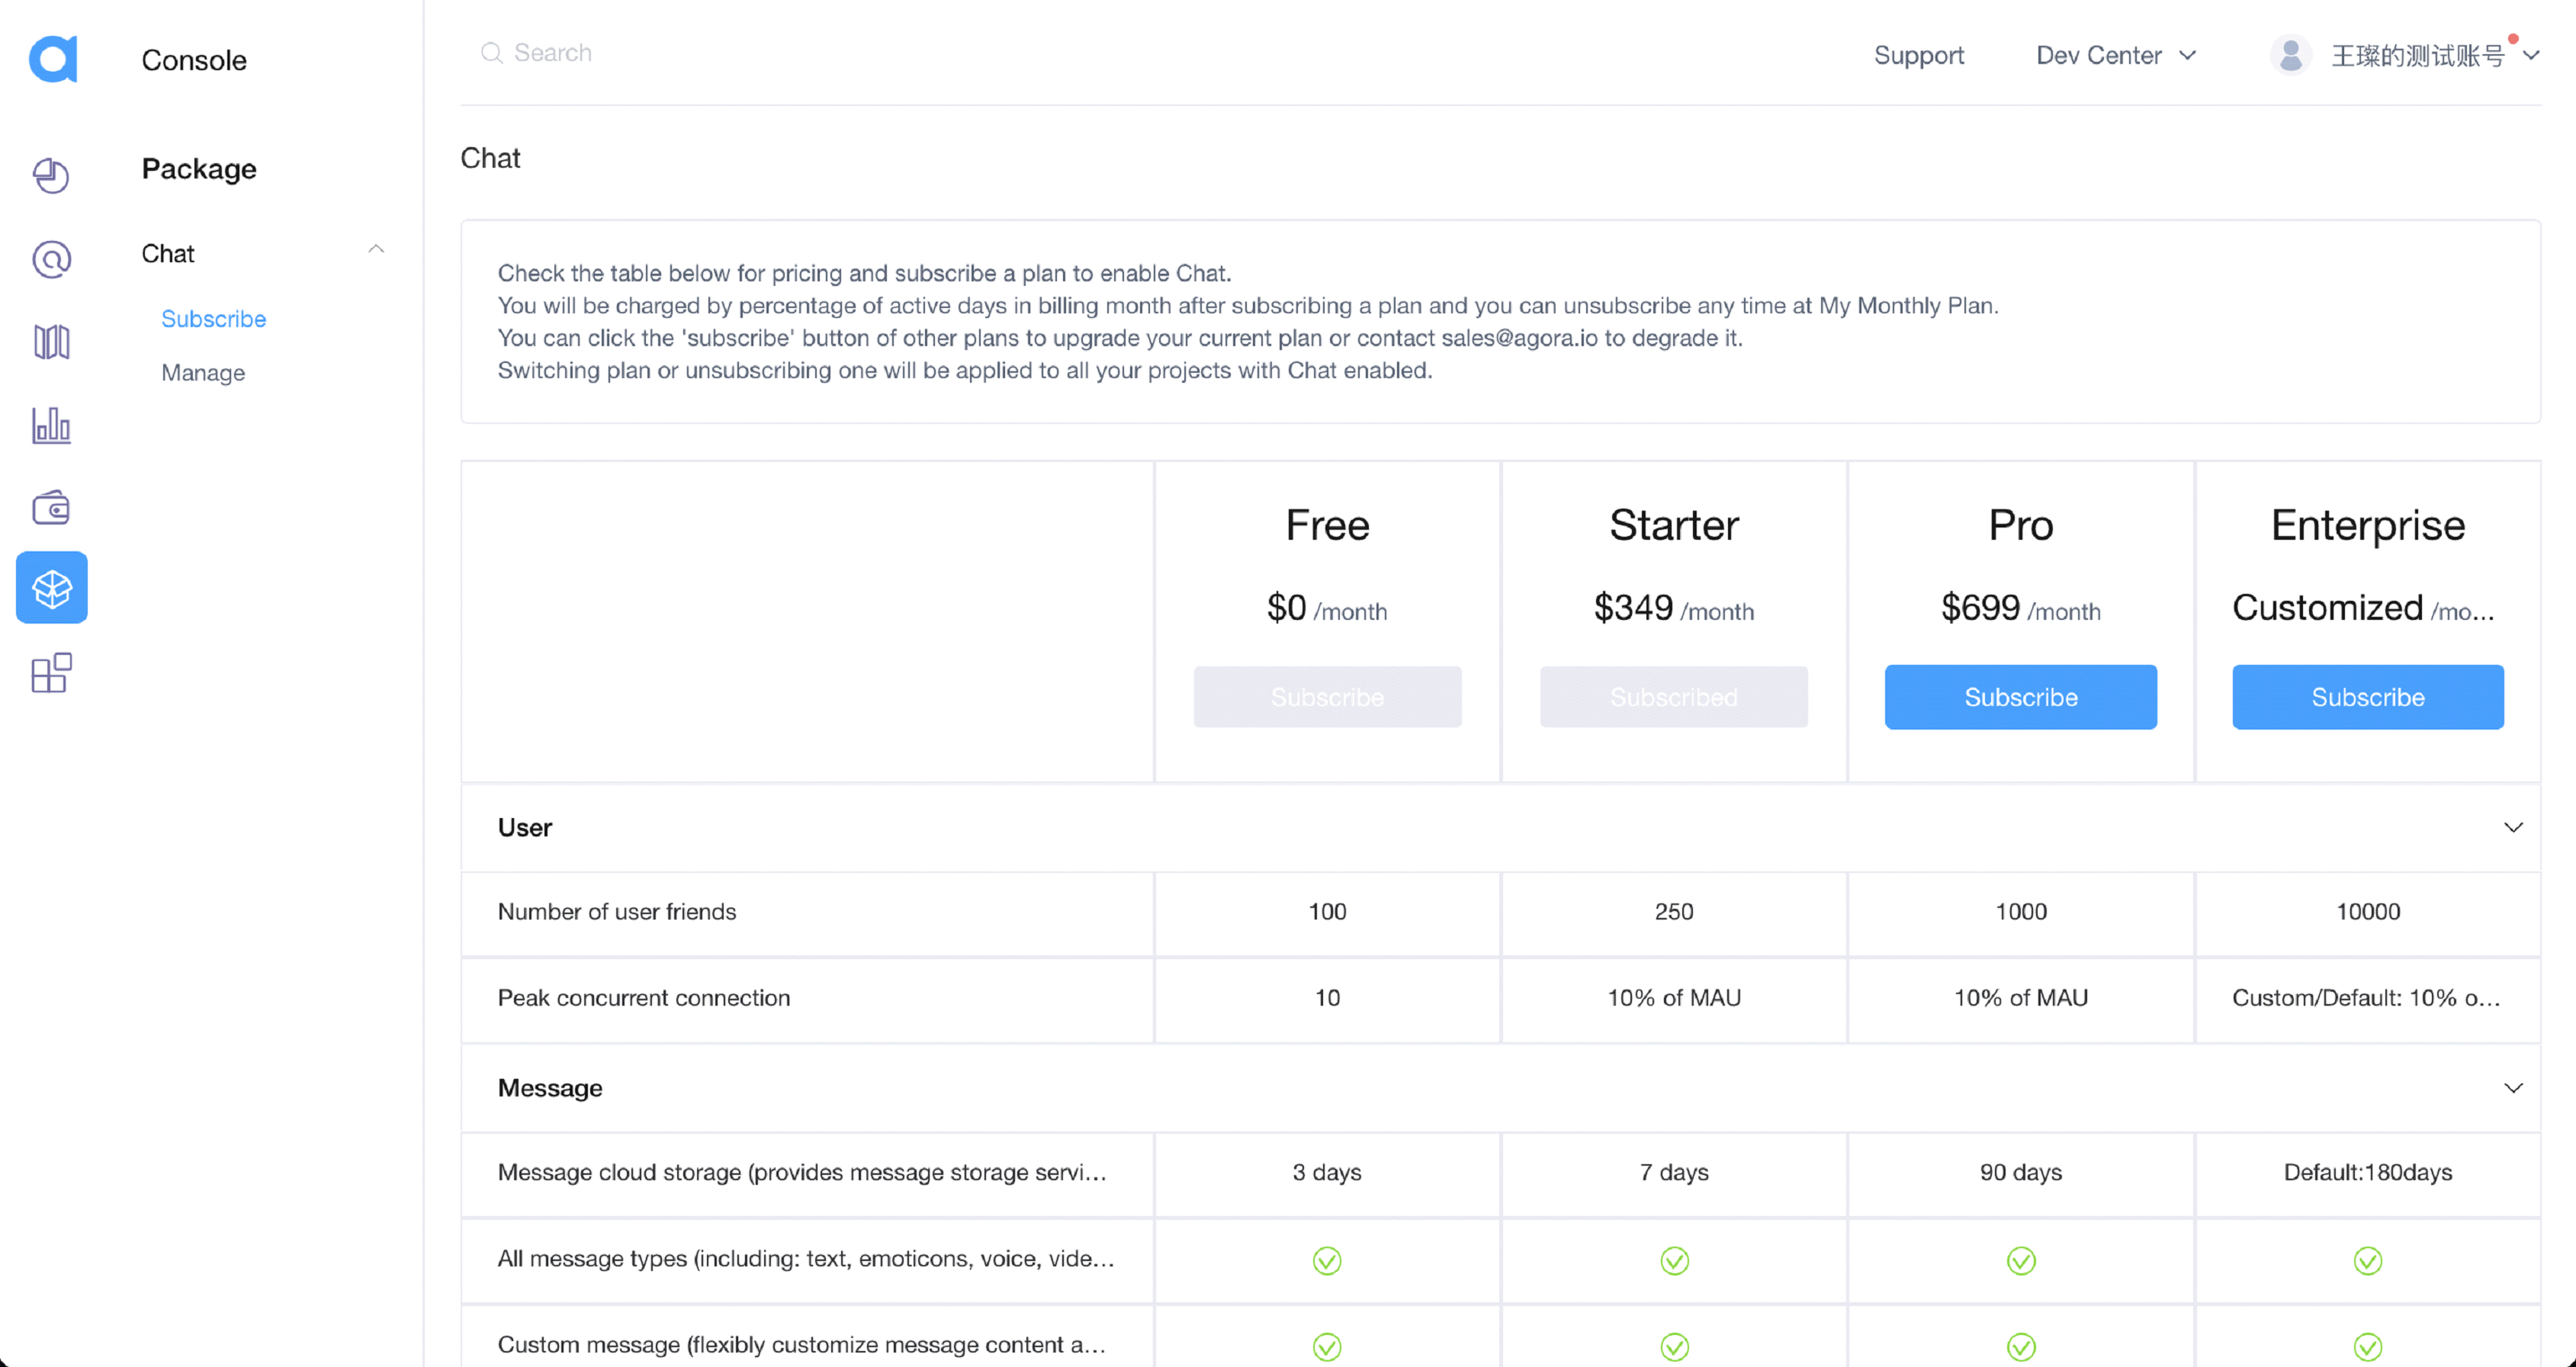 Console
Search
Support
Dev Center
王璨的测试账号
Package
Chat
Subscribe
Manage
Chat
Check the table below for pricing and subscribe a plan to enable Chat.
You will be charged by percentage of active days in billing month after subscribing a plan and you can unsubscribe any time at My Monthly Plan.
You can click the 'subscribe' button of other plans to upgrade your current plan or contact sales@agora.io to degrade it.
Switching plan or unsubscribing one will be applied to all your projects with Chat enabled.
Free Starter Pro Enterprise
$0 /month $349 /month $699 /month Customized /mo...
Subscribe Subscribed Subscribe Subscribe
User
Number of user friends 100 250 1000 10000
Peak concurrent connection 10 10% of MAU 10% of MAU Custom/Default: 10% o...
Message
Message cloud storage (provides message storage servi... 3 days 7 days 90 days Default:180days
All message types (including: text, emoticons, voice, vide...
Custom message (flexibly customize message content a...